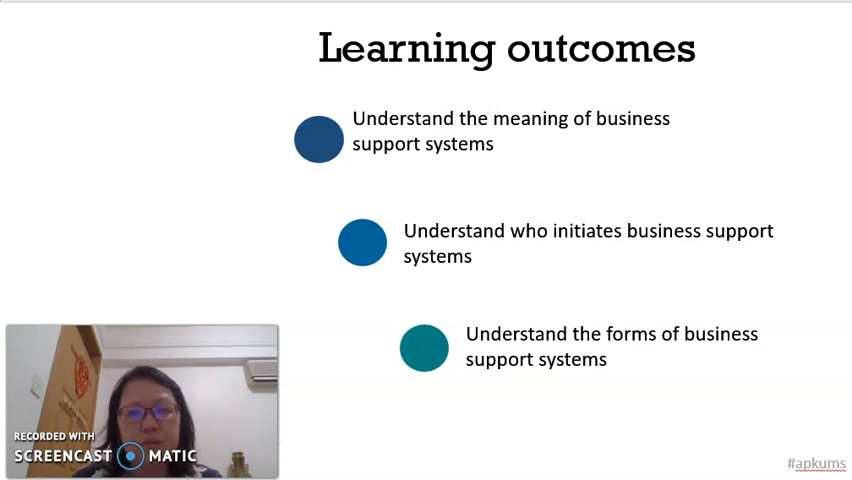 Learning outcomes
Understand the meaning of business
support systems
Understand who initiates business support
systems
Understand the forms of business
support systems
RECORDED WITH
SCREENCAST MATIC
#apkums